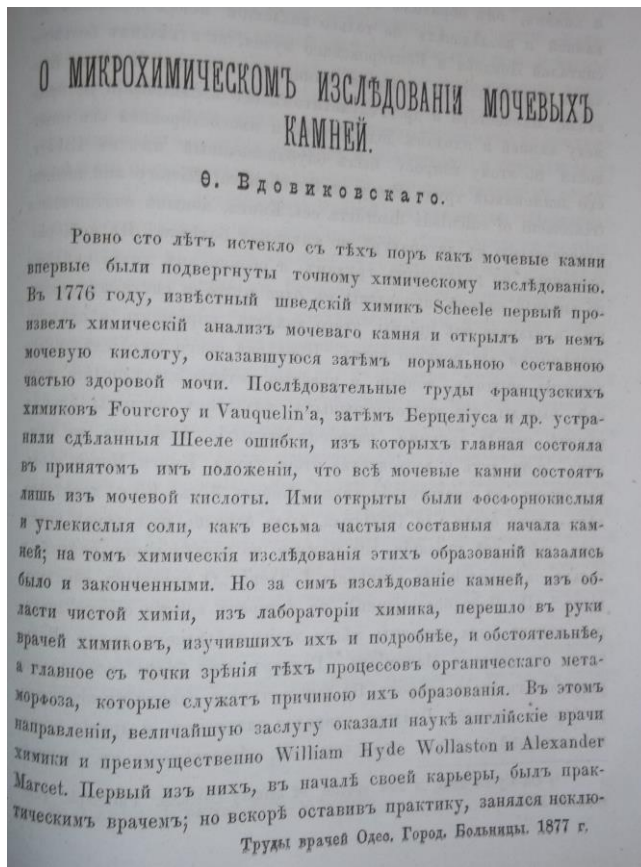 О МИКРОХИМИЧЕСКОМЪ ИЗСЛѢДОВАНІИ МОЧЕВЫХЪ
КАМНЕЙ.
Ѳ. Вдовиковскаго.
Ровно сто лѣтъ истекло съ тѣхъ поръ какъ мочевые камни
впервые были подвергнуты точному химическому изслѣдованію.
Въ 1776 году, извѣстный шведскій химикъ Scheele первый про-
извелъ химическій анализъ мочеваго камня и открылъ въ немъ
мочевую кислоту, оказавшуюся затѣмъ нормальною составною
частью здоровой мочи. Послѣдовательные труды французскихъ
химиковъ Fourcroy и Vauquelin'a, затѣмъ Берцеліуса и др. устра-
нили сдѣланныя Шееле ошибки, изъ которыхъ главная состояла
въ принятомъ имъ положеніи, что всѣ мочевые камни состоятъ
лишь изъ мочевой кислоты. Ими открыты были фосфорнокислыя
и углекислыя соли, какъ весьма частыя составныя начала кам-
ней; на томъ химическія изслѣдованія этихъ образованій казались
было и законченными. Но за симъ изслѣдованіе камней, изъ об-
ласти чистой химіи, изъ лабораторіи химика, перешло въ руки
врачей химиковъ, изучившихъ ихъ и подробнѣе, и обстоятельнѣе,
а главное съ точки зрѣнія тѣхъ процессовъ органическаго мета-
морфоза, которые служатъ причиною ихъ образованія. Въ этомъ
направленіи, величайшую заслугу оказали наукѣ англійскіе врачи
химики и преимущественно William Hyde Wollaston и Alexander
Marcet. Первый изъ нихъ, въ началѣ своей карьеры, былъ прак-
тическимъ врачемъ; но вскорѣ оставивъ практику, занялся исклю-
Труды врачей Одес. Город. Больницы. 1877 г.